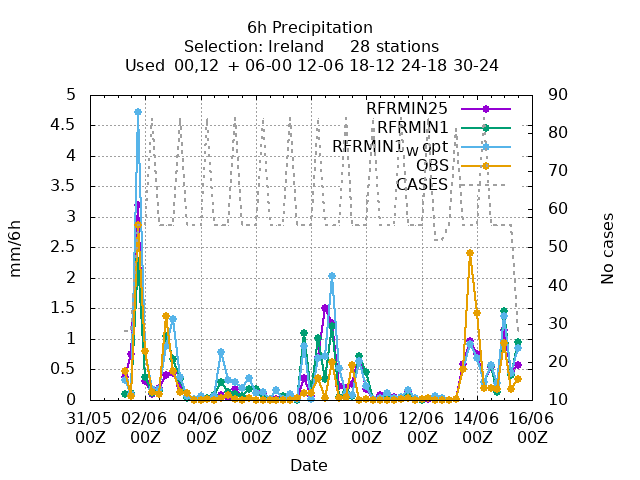 6h Precipitation
Selection: Ireland 28 stations
Used 00,12 + 06-00 12-06 18-12 24-18 30-24
RFRMIN25
RFRMIN1
RFRMIN1_W opt
OBS
CASES
5
4.5
4
3.5
3
2.5
2
1.5
1
0.5
0
mm/6h
90
80
70
60
50
40
30
20
10
No cases
31/05 02/06 04/06 06/06 08/06 10/06 12/06 14/06 16/06
00Z 00Z 00Z 00Z 00Z 00Z 00Z 00Z 00Z
Date